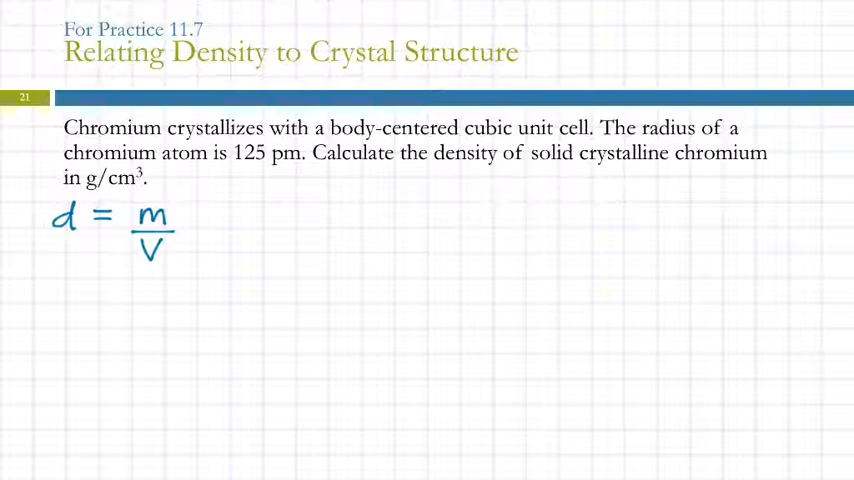 For Practice 11.7
Relating Density to Crystal Structure
21
Chromium crystallizes with a body-centered cubic unit cell. The radius of a
chromium atom is 125 pm. Calculate the density of solid crystalline chromium
in g/cm³.
d = m
V